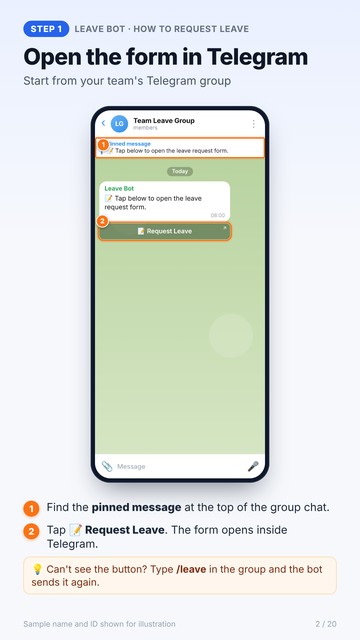 STEP 1 LEAVE BOT · HOW TO REQUEST LEAVE
Open the form in Telegram
Start from your team's Telegram group
LG Team Leave Group
members
1 Pinned message
📝 Tap below to open the leave request form.
Today
Leave Bot
📝 Tap below to open the leave
request form.
08:00
2
📝 Request Leave
Message
1 Find the pinned message at the top of the group chat.
2 Tap 📝 Request Leave. The form opens inside
Telegram.
💡 Can't see the button? Type /leave in the group and the bot
sends it again.
Sample name and ID shown for illustration 2 / 20